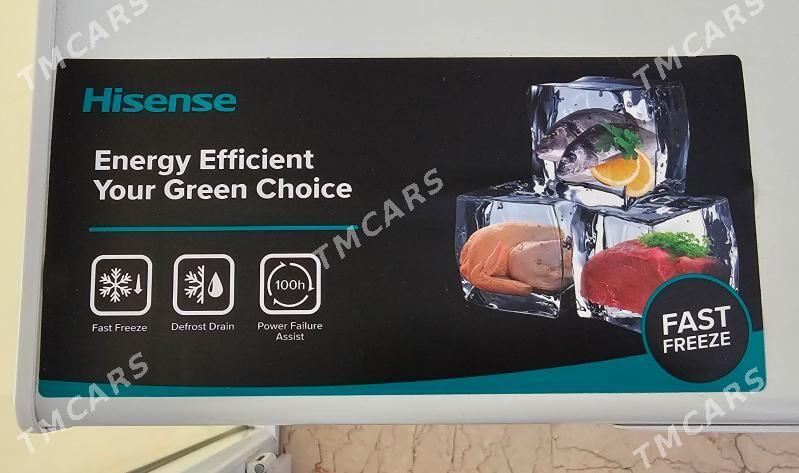 Hisense
Energy Efficient
Your Green Choice
100h
Fast Freeze
Defrost Drain
Power Failure
Assist
FAST
FREEZE
TMCARS
TMCARS
TMCARS
TMCARS
TMCARS
TMCARS
TMCARS